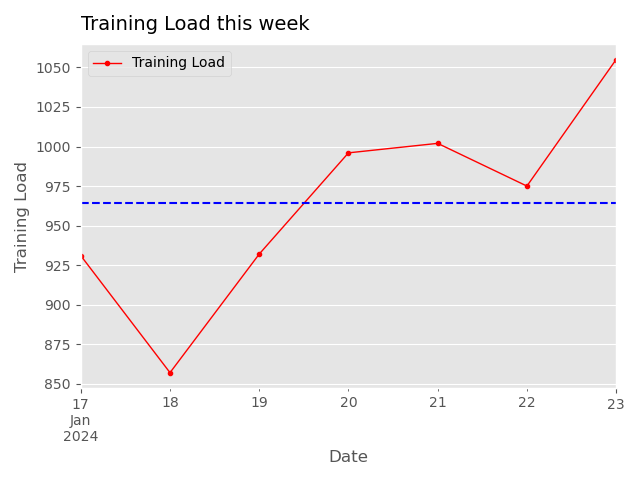 Training Load this week
Training Load
1050
1025
1000
975
950
925
900
875
850
Training Load
17 18 19 20 21 22 23
Jan
2024
Date